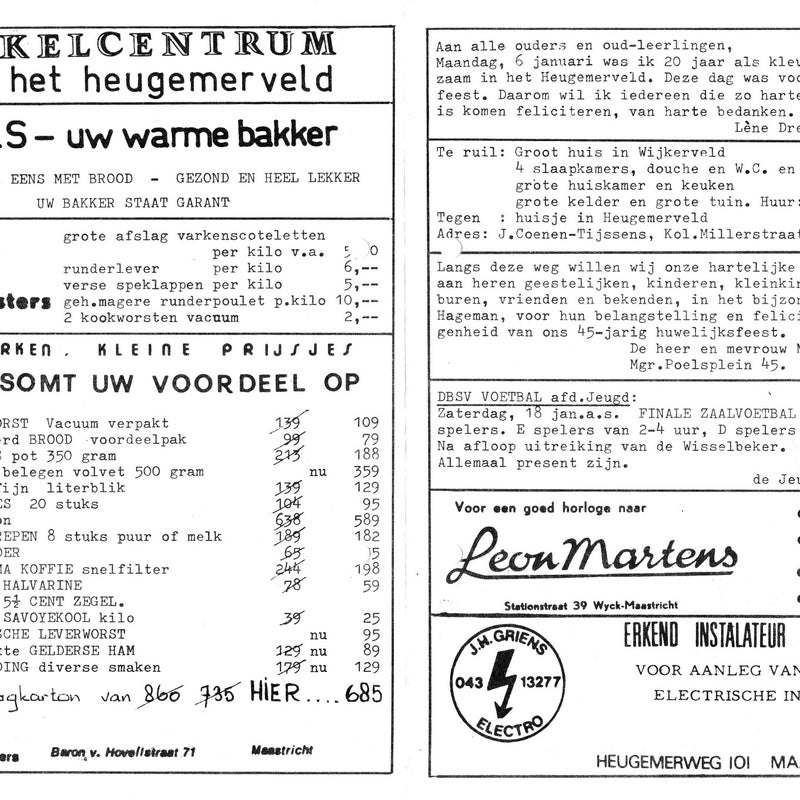 KELCENTRUM
het heugemerveld
LS – uw warme bakker
EENS MET BROOD – GEZOND EN HEEL LEKKER
UW BAKKER STAAT GARANT
grote afslag varkenscoteletten
per kilo v.a.
runderlever per kilo 6,--
verse speklappen per kilo 5,--
sters geh.magere runderpoulet p.kilo 10,--
2 kookworsten vacuum 2,--
RKEN. KLEINE PRIJSJES
SOMT UW VOORDEEL OP
ORST Vacuum verpakt 139 109
rd BROOD voordeelpak 99 79
pot 350 gram 213 188
belegen volvet 500 gram nu 359
ijn literblik 139 129
ES 20 stuks 104 95
on 638 589
REPEN 8 stuks puur of melk 189 182
DER 65 5
MA KOFFIE snelfilter 244 198
HALVARINE 78 59
5½ CENT ZEGEL.
SAVOYEKOOL kilo 39 25
SCHE LEVERWORST nu 95
kte GELDERSE HAM 129 nu 89
DING diverse smaken 179 nu 129
agkarton van 860 735 HIER....685
ers Baron v. Hovellstraat 71 Maastricht
Aan alle ouders en oud-leerlingen,
Maandag, 6 januari was ik 20 jaar als kleu
zaam in het Heugemerveld. Deze dag was voo
feest. Daarom wil ik iedereen die zo harte
is komen feliciteren, van harte bedanken.
Lène Dre
Te ruil: Groot huis in Wijkerveld
4 slaapkamers, douche en W.C. en
grote huiskamer en keuken
grote kelder en grote tuin. Huur:
Tegen : huisje in Heugemerveld
Adres: J.Coenen-Tijssens, Kol.Millerstraat
Langs deze weg willen wij onze hartelijke
aan heren geestelijken, kinderen, kleinkin
buren, vrienden en bekenden, in het bijzon
Hageman, voor hun belangstelling en felici
genheid van ons 45-jarig huwelijksfeest.
De heer en mevrouw M
Mgr.Poelsplein 45.
DBSV VOETBAL afd.Jeugd:
Zaterdag, 18 jan.a.s. FINALE ZAALVOETBAL
spelers. E spelers van 2-4 uur, D spelers
Na afloop uitreiking van de Wisselbeker.
Allemaal present zijn.
de Jeu
Voor een goed horloge naar
Leon Martens
Stationstraat 39 Wyck-Maastricht
J.H. GRIENS
043 13277
ELECTRO
ERKEND INSTALATEUR
VOOR AANLEG VAN
ELECTRISCHE IN
HEUGEMERWEG 101 MAA